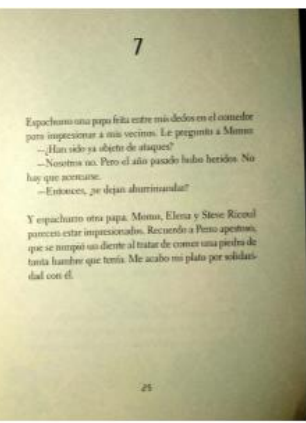 7
Espachurro una papa frita entre mis dedos en el comedor
para impresionar a mis vecinos. Le pregunto a Momo:
—¿Han sido ya objeto de ataques?
—Nosotros no. Pero el año pasado hubo heridos. No
hay que acercarse.
—Entonces, ¿se dejan
Y espachurro otra papa. Momo, Elena y Steve
parecen estar impresionados. Recuerdo a Perro apestoso,
que se rompió un diente al tratar de comer una piedra de
tanta hambre que tenía. Me acabo mi plato por solidari-
dad con él.
25